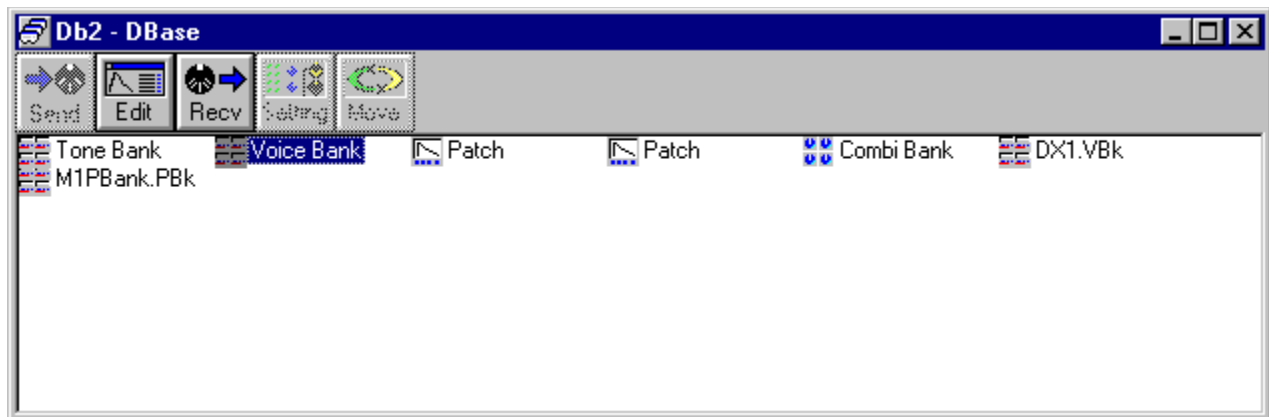 Db2 - DBase
Send Edit Recv Setting Move
Tone Bank Voice Bank Patch Patch Combi Bank DX1.VBk
M1PBank.PBk